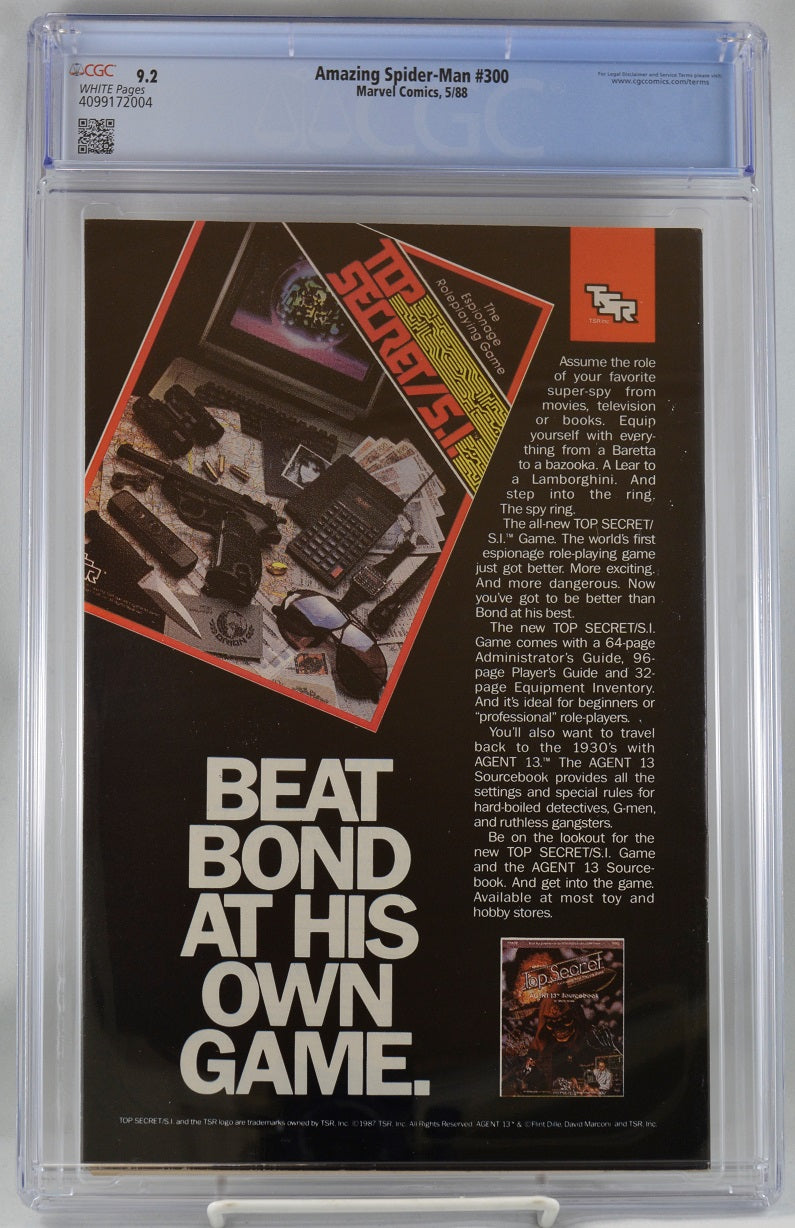 CGC 9.2
WHITE Pages
4099172004
Amazing Spider-Man #300
Marvel Comics, 5/88
For Legal Disclaimer and Service Terms please visit:
www.cgccomics.com/terms
CGC
TOP
SECRET/S.I.™
The
Espionage
Roleplaying Game
TSR
TSR Inc.
Assume the role
of your favorite
super-spy from
movies, television
or books. Equip
yourself with every-
thing from a Baretta
to a bazooka. A Lear to
a Lamborghini. And
step into the ring.
The spy ring.
The all-new TOP SECRET/
S.I.™ Game. The world's first
espionage role-playing game
just got better. More exciting.
And more dangerous. Now
you've got to be better than
Bond at his best.
The new TOP SECRET/S.I.
Game comes with a 64-page
Administrator's Guide, 96-
page Player's Guide and 32-
page Equipment Inventory.
And it's ideal for beginners or
"professional" role-players.
You'll also want to travel
back to the 1930's with
AGENT 13.™ The AGENT 13
Sourcebook provides all the
settings and special rules for
hard-boiled detectives, G-men,
and ruthless gangsters.
Be on the lookout for the
new TOP SECRET/S.I. Game
and the AGENT 13 Source-
book. And get into the game.
Available at most toy and
hobby stores.
BEAT
BOND
AT HIS
OWN
GAME.
Top Secret
AGENT 13™ Sourcebook
TOP SECRET/S.I. and the TSR logo are trademarks owned by TSR, Inc. ©1987 TSR, Inc. All Rights Reserved. AGENT 13™ & ©Flint Dille, David Marconi and TSR, Inc.